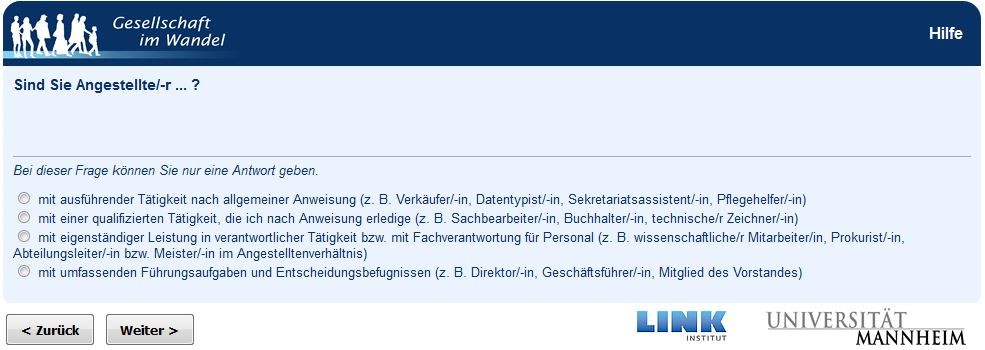 Gesellschaft
im Wandel
Hilfe
Sind Sie Angestellte/-r ... ?
Bei dieser Frage können Sie nur eine Antwort geben.
mit ausführender Tätigkeit nach allgemeiner Anweisung (z. B. Verkäufer/-in, Datentypist/-in, Sekretariatsassistent/-in, Pflegehelfer/-in)
mit einer qualifizierten Tätigkeit, die ich nach Anweisung erledige (z. B. Sachbearbeiter/-in, Buchhalter/-in, technische/r Zeichner/-in)
mit eigenständiger Leistung in verantwortlicher Tätigkeit bzw. mit Fachverantwortung für Personal (z. B. wissenschaftliche/r Mitarbeiter/in, Prokurist/-in,
Abteilungsleiter/-in bzw. Meister/-in im Angestelltenverhältnis)
mit umfassenden Führungsaufgaben und Entscheidungsbefugnissen (z. B. Direktor/-in, Geschäftsführer/-in, Mitglied des Vorstandes)
< Zurück Weiter >
LINK
INSTITUT
UNIVERSITÄT
MANNHEIM